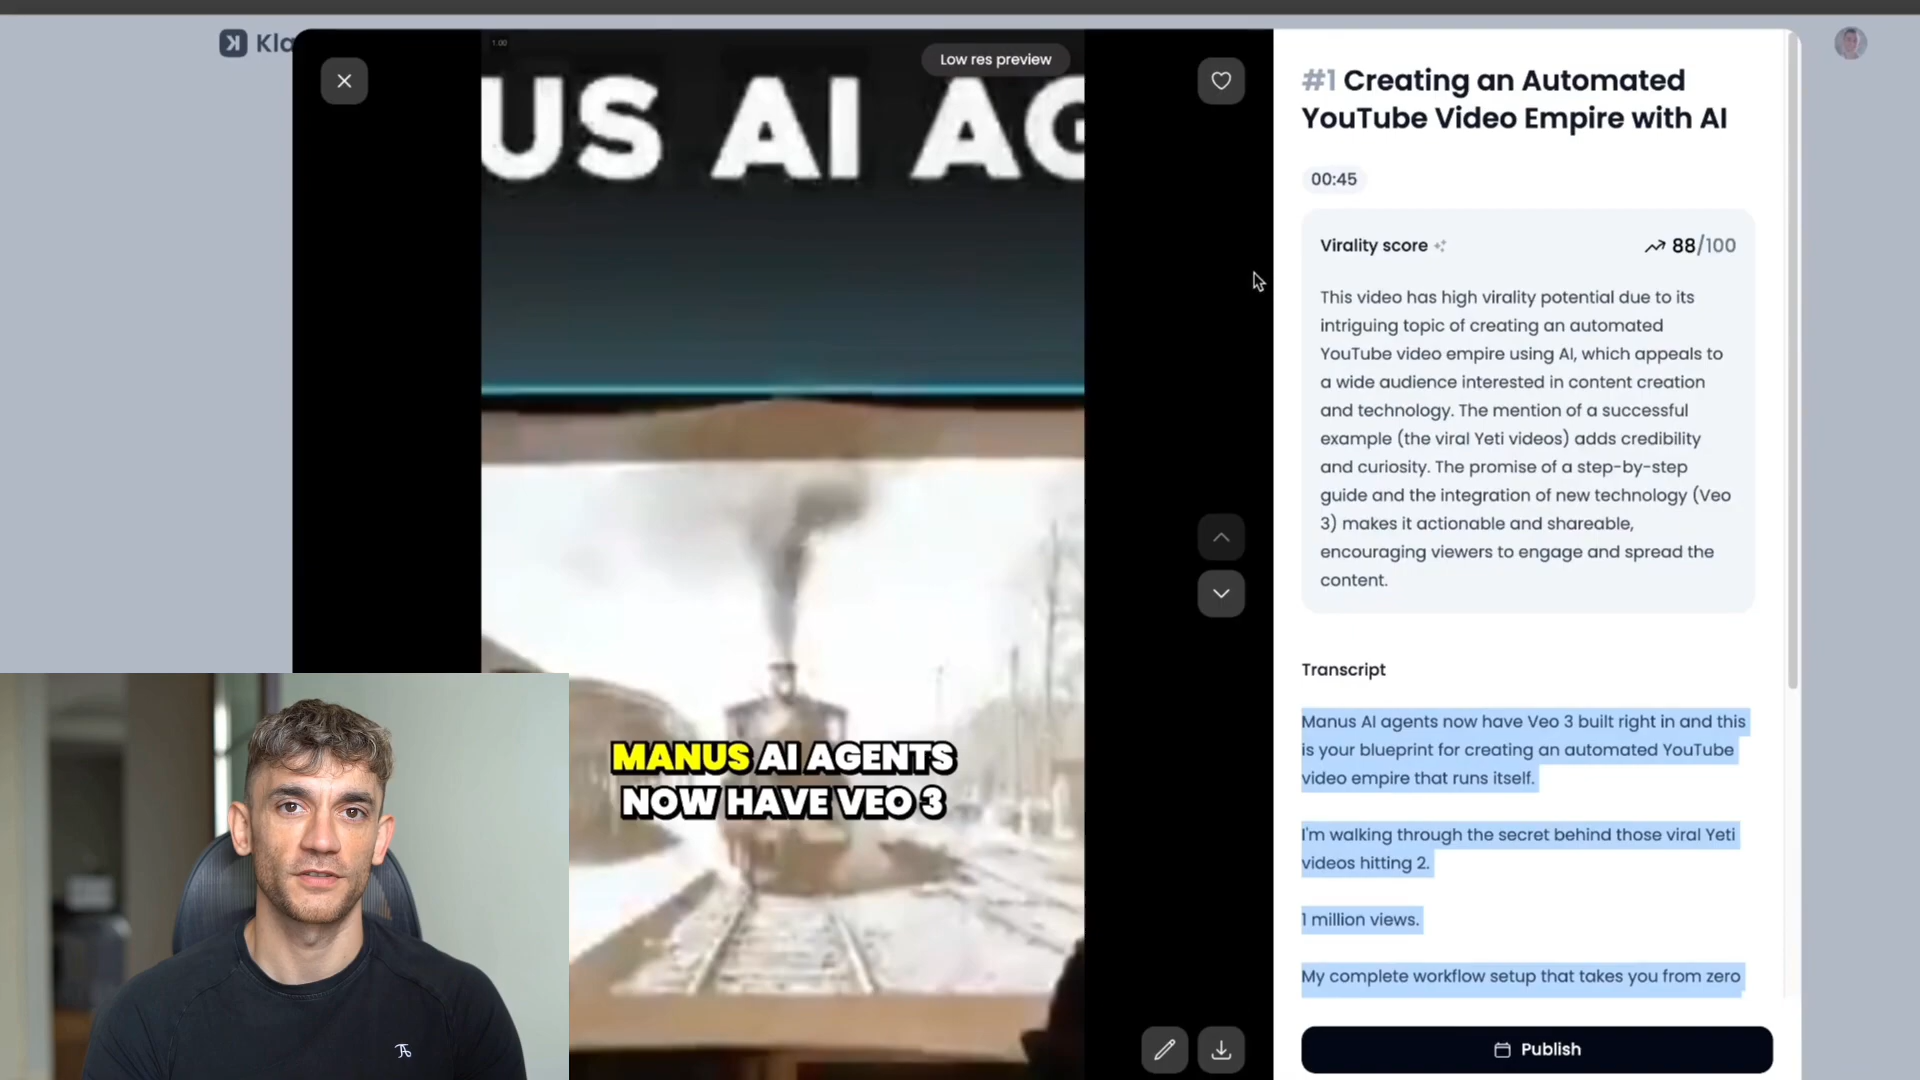 Kla
1.00
Low res preview
US AI AG
MANUS AI AGENTS
NOW HAVE VEO 3
#1 Creating an Automated
YouTube Video Empire with AI
00:45
Virality score
88/100
This video has high virality potential due to its
intriguing topic of creating an automated
YouTube video empire using AI, which appeals to
a wide audience interested in content creation
and technology. The mention of a successful
example (the viral Yeti videos) adds credibility
and curiosity. The promise of a step-by-step
guide and the integration of new technology (Veo
3) makes it actionable and shareable,
encouraging viewers to engage and spread the
content.
Transcript
Manus AI agents now have Veo 3 built right in and this
is your blueprint for creating an automated YouTube
video empire that runs itself.
I'm walking through the secret behind those viral Yeti
videos hitting 2.
1 million views.
My complete workflow setup that takes you from zero
Publish